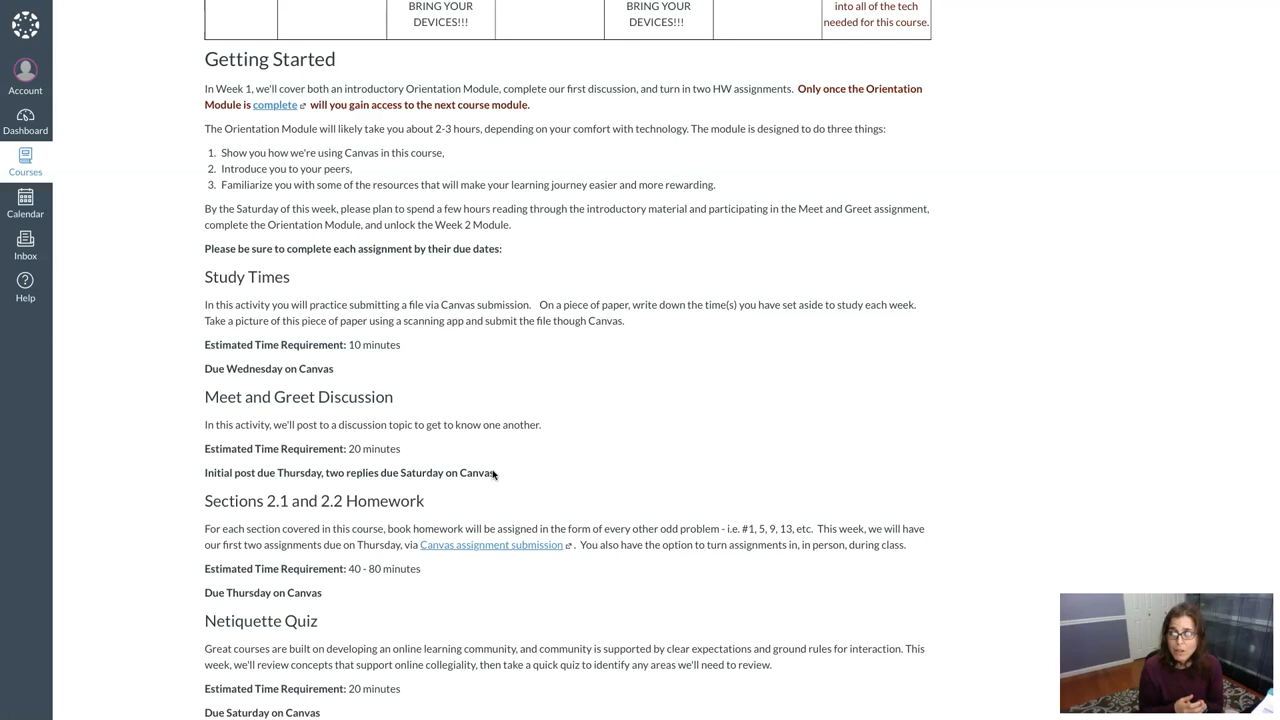 BRING YOUR
DEVICES!!!
BRING YOUR
DEVICES!!!
into all of the tech
needed for this course.
Account
Dashboard
Courses
Calendar
Inbox
Help
Getting Started
In Week 1, we'll cover both an introductory Orientation Module, complete our first discussion, and turn in two HW assignments. Only once the Orientation
Module is complete will you gain access to the next course module.
The Orientation Module will likely take you about 2-3 hours, depending on your comfort with technology. The module is designed to do three things:
1. Show you how we're using Canvas in this course,
2. Introduce you to your peers,
3. Familiarize you with some of the resources that will make your learning journey easier and more rewarding.
By the Saturday of this week, please plan to spend a few hours reading through the introductory material and participating in the Meet and Greet assignment,
complete the Orientation Module, and unlock the Week 2 Module.
Please be sure to complete each assignment by their due dates:
Study Times
In this activity you will practice submitting a file via Canvas submission. On a piece of paper, write down the time(s) you have set aside to study each week.
Take a picture of this piece of paper using a scanning app and submit the file though Canvas.
Estimated Time Requirement: 10 minutes
Due Wednesday on Canvas
Meet and Greet Discussion
In this activity, we'll post to a discussion topic to get to know one another.
Estimated Time Requirement: 20 minutes
Initial post due Thursday, two replies due Saturday on Canvas
Sections 2.1 and 2.2 Homework
For each section covered in this course, book homework will be assigned in the form of every other odd problem - i.e. #1, 5, 9, 13, etc. This week, we will have
our first two assignments due on Thursday, via Canvas assignment submission . You also have the option to turn assignments in, in person, during class.
Estimated Time Requirement: 40 - 80 minutes
Due Thursday on Canvas
Netiquette Quiz
Great courses are built on developing an online learning community, and community is supported by clear expectations and ground rules for interaction. This
week, we'll review concepts that support online collegiality, then take a quick quiz to identify any areas we'll need to review.
Estimated Time Requirement: 20 minutes
Due Saturday on Canvas